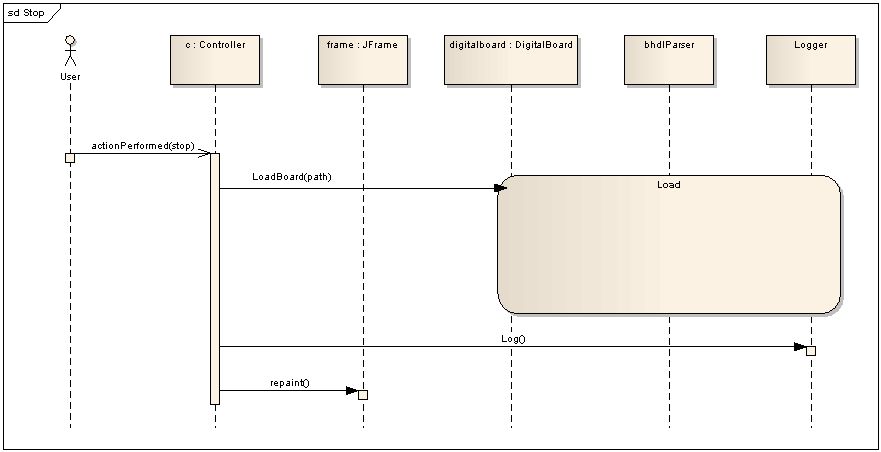 sd Stop
c : Controller
frame : JFrame
digitalboard : DigitalBoard
bhdlParser
Logger
User
actionPerformed(stop)
LoadBoard(path)
Load
Log()
repaint()